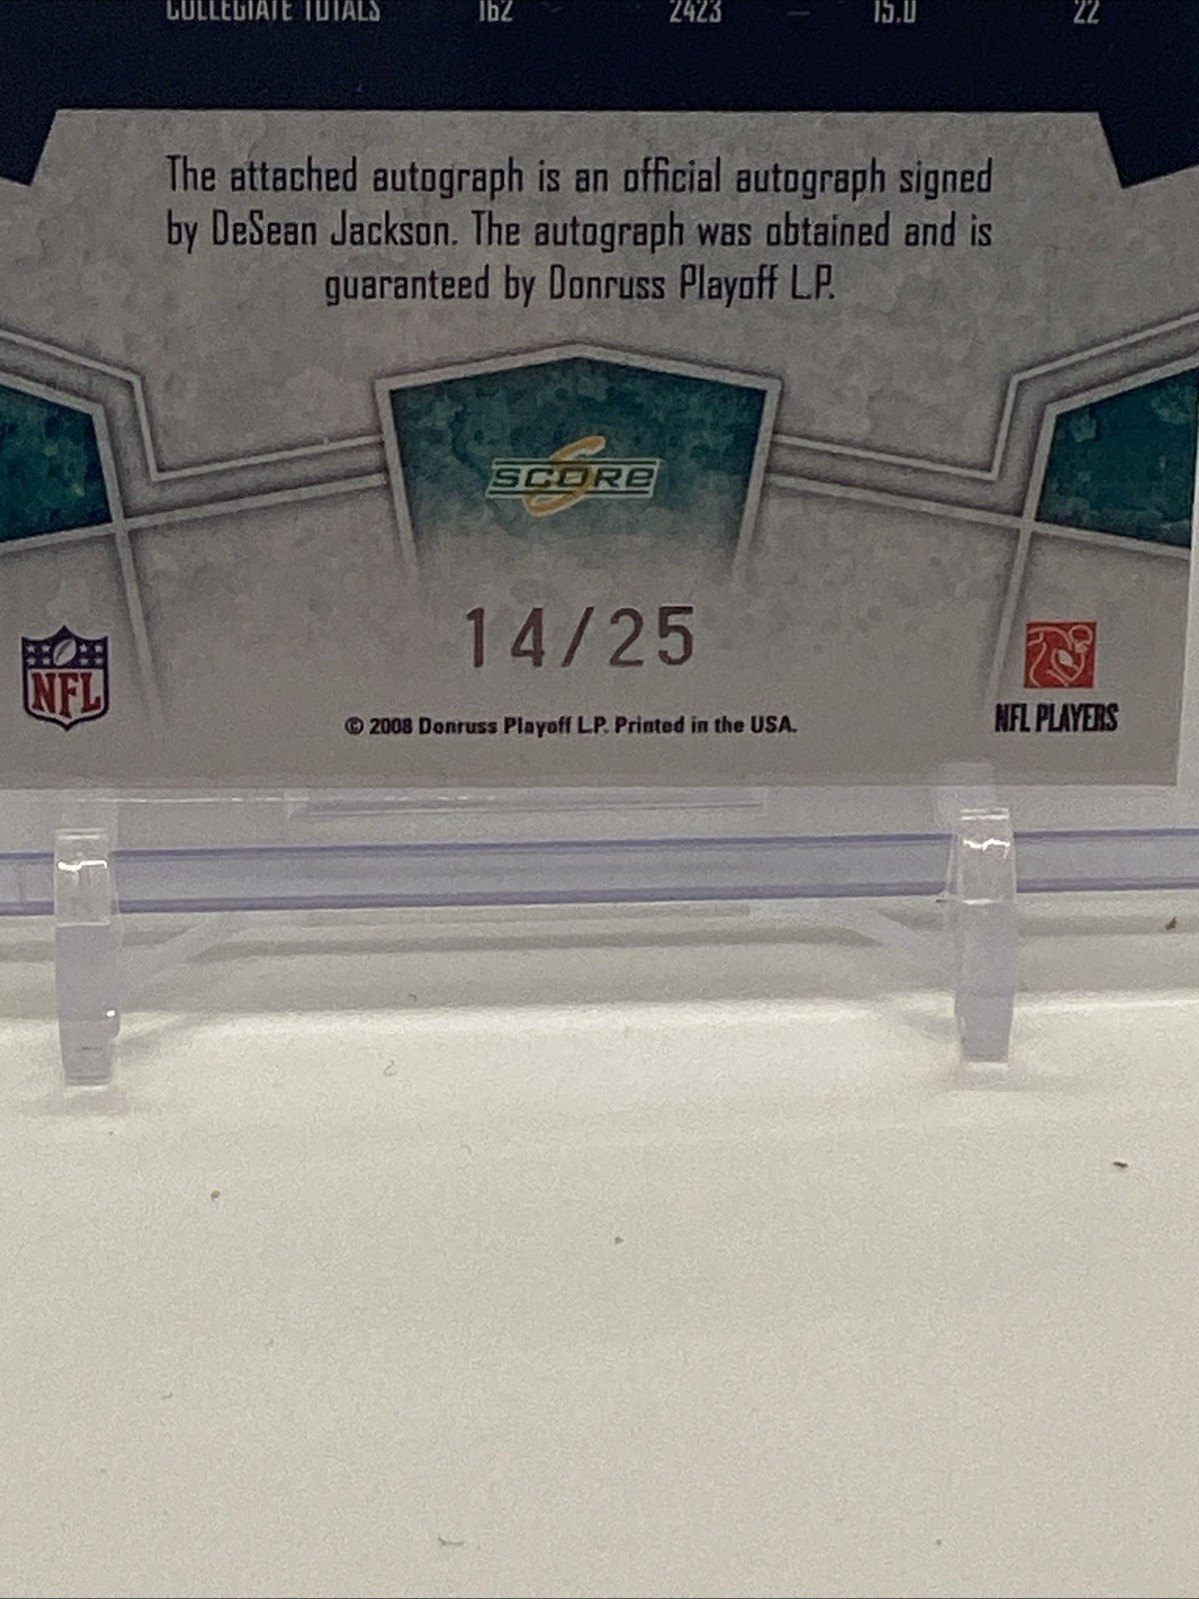 COLLEGIATE TOTALS 162 2423 15.0 22
The attached autograph is an official autograph signed
by DeSean Jackson. The autograph was obtained and is
guaranteed by Donruss Playoff L.P.
SCORE
14/25
NFL
NFL PLAYERS
© 2008 Donruss Playoff L.P. Printed in the USA.